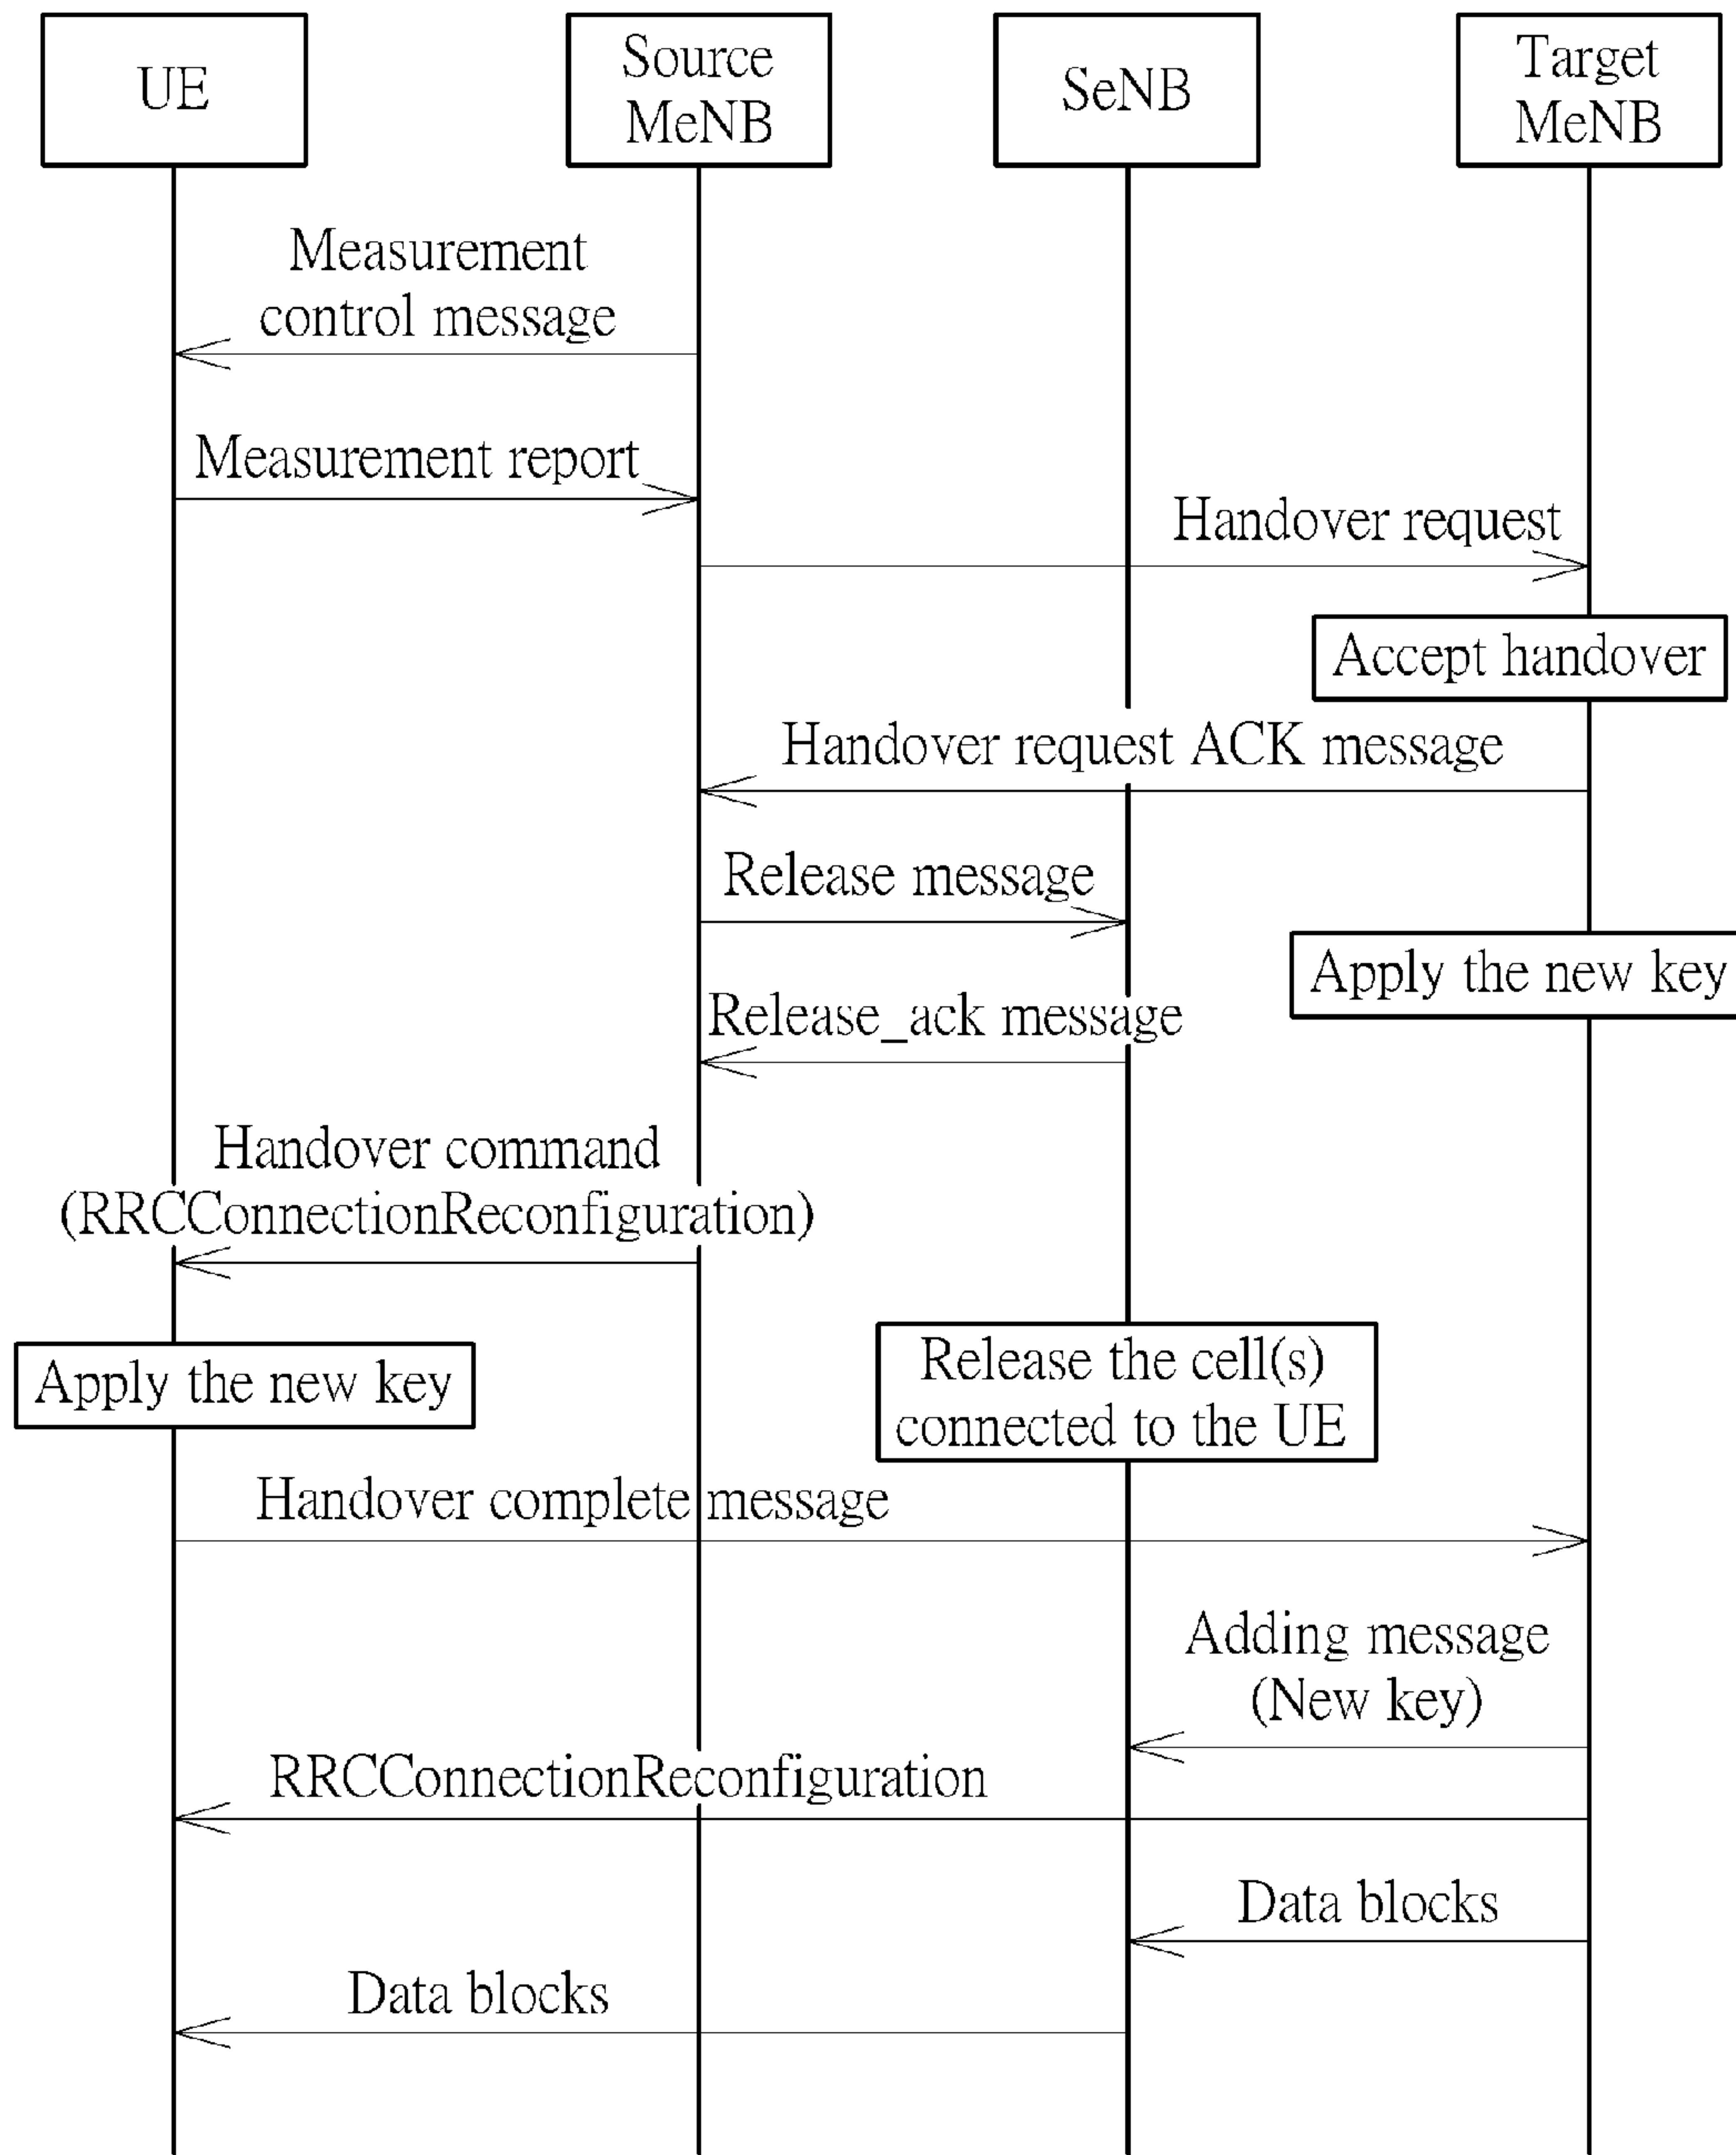 UE
Source
MeNB
SeNB
Target
MeNB
Measurement
control message
Measurement report
Handover request
Accept handover
Handover request ACK message
Release message
Apply the new key
Release_ack message
Handover command
(RRCConnectionReconfiguration)
Apply the new key
Release the cell(s)
connected to the UE
Handover complete message
Adding message
(New key)
RRCConnectionReconfiguration
Data blocks
Data blocks